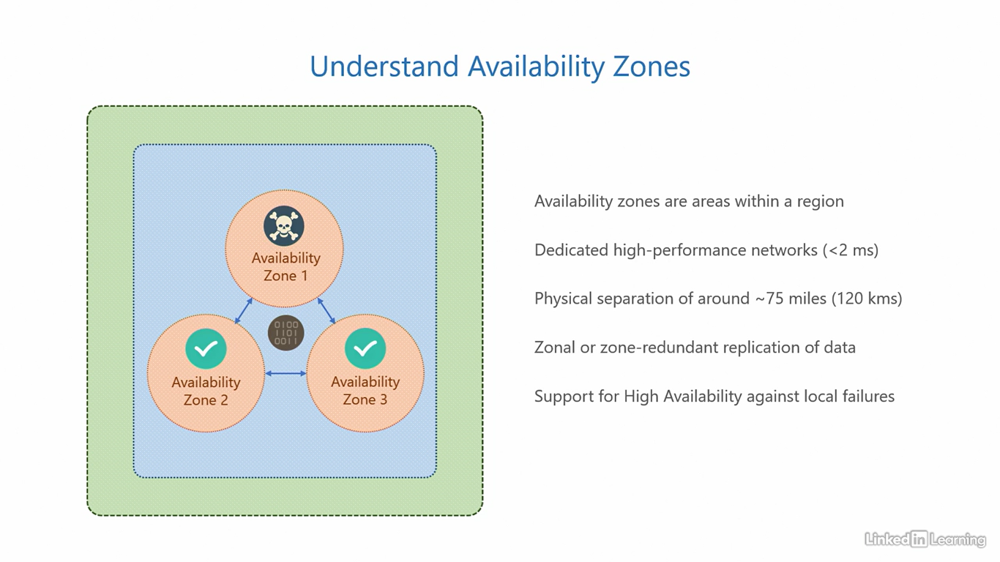 Understand Availability Zones
Availability
Zone 1
0100
1101
0011
Availability
Zone 2
Availability
Zone 3
Availability zones are areas within a region
Dedicated high-performance networks (<2 ms)
Physical separation of around ~75 miles (120 kms)
Zonal or zone-redundant replication of data
Support for High Availability against local failures
Linked in Learning